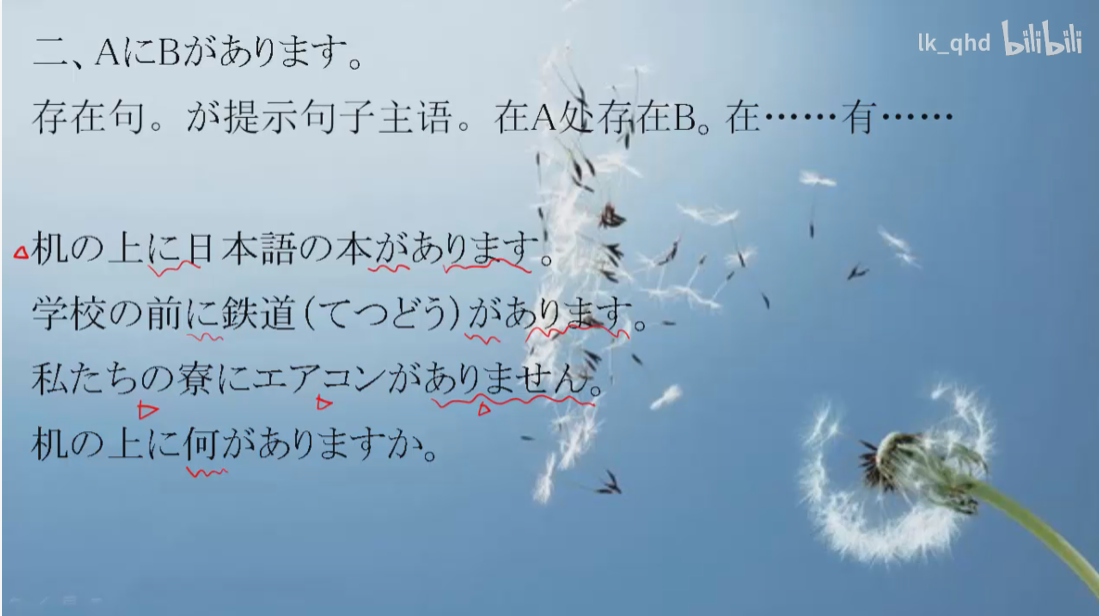 lk_qhd bilibili
二、AにBがあります。
存在句。が提示句子主语。在A处存在B。在……有……
机の上に日本語の本があります。
学校の前に鉄道(てつどう)があります。
私たちの寮にエアコンがありません。
机の上に何がありますか。